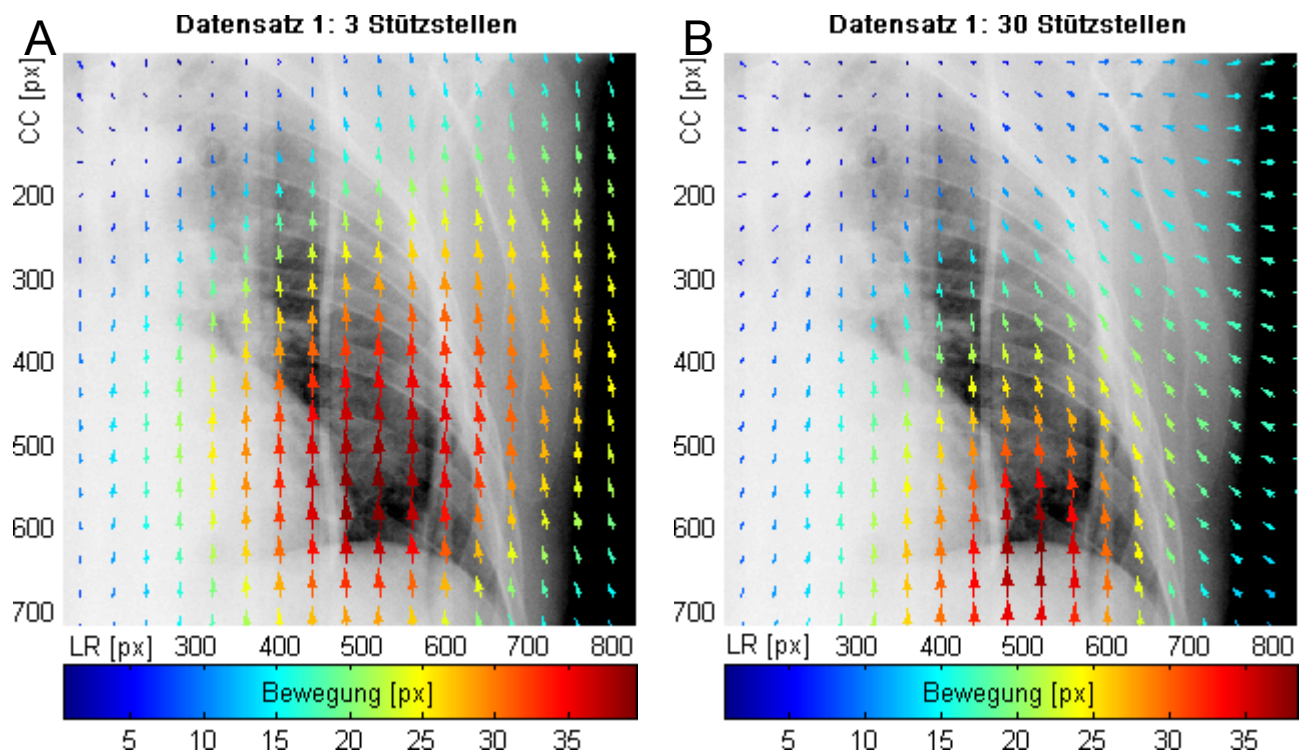 A
Datensatz 1: 3 Stützstellen
CC [px]
200
300
400
500
600
700
LR [px] 300 400 500 600 700 800
Bewegung [px]
5 10 15 20 25 30 35
B
Datensatz 1: 30 Stützstellen
CC [px]
200
300
400
500
600
700
LR [px] 300 400 500 600 700 800
Bewegung [px]
5 10 15 20 25 30 35